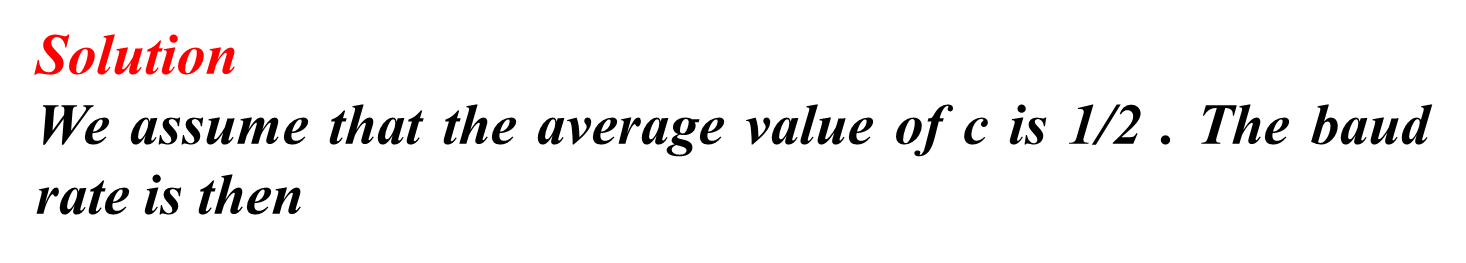 Solution
We assume that the average value of c is 1/2 . The baud
rate is then